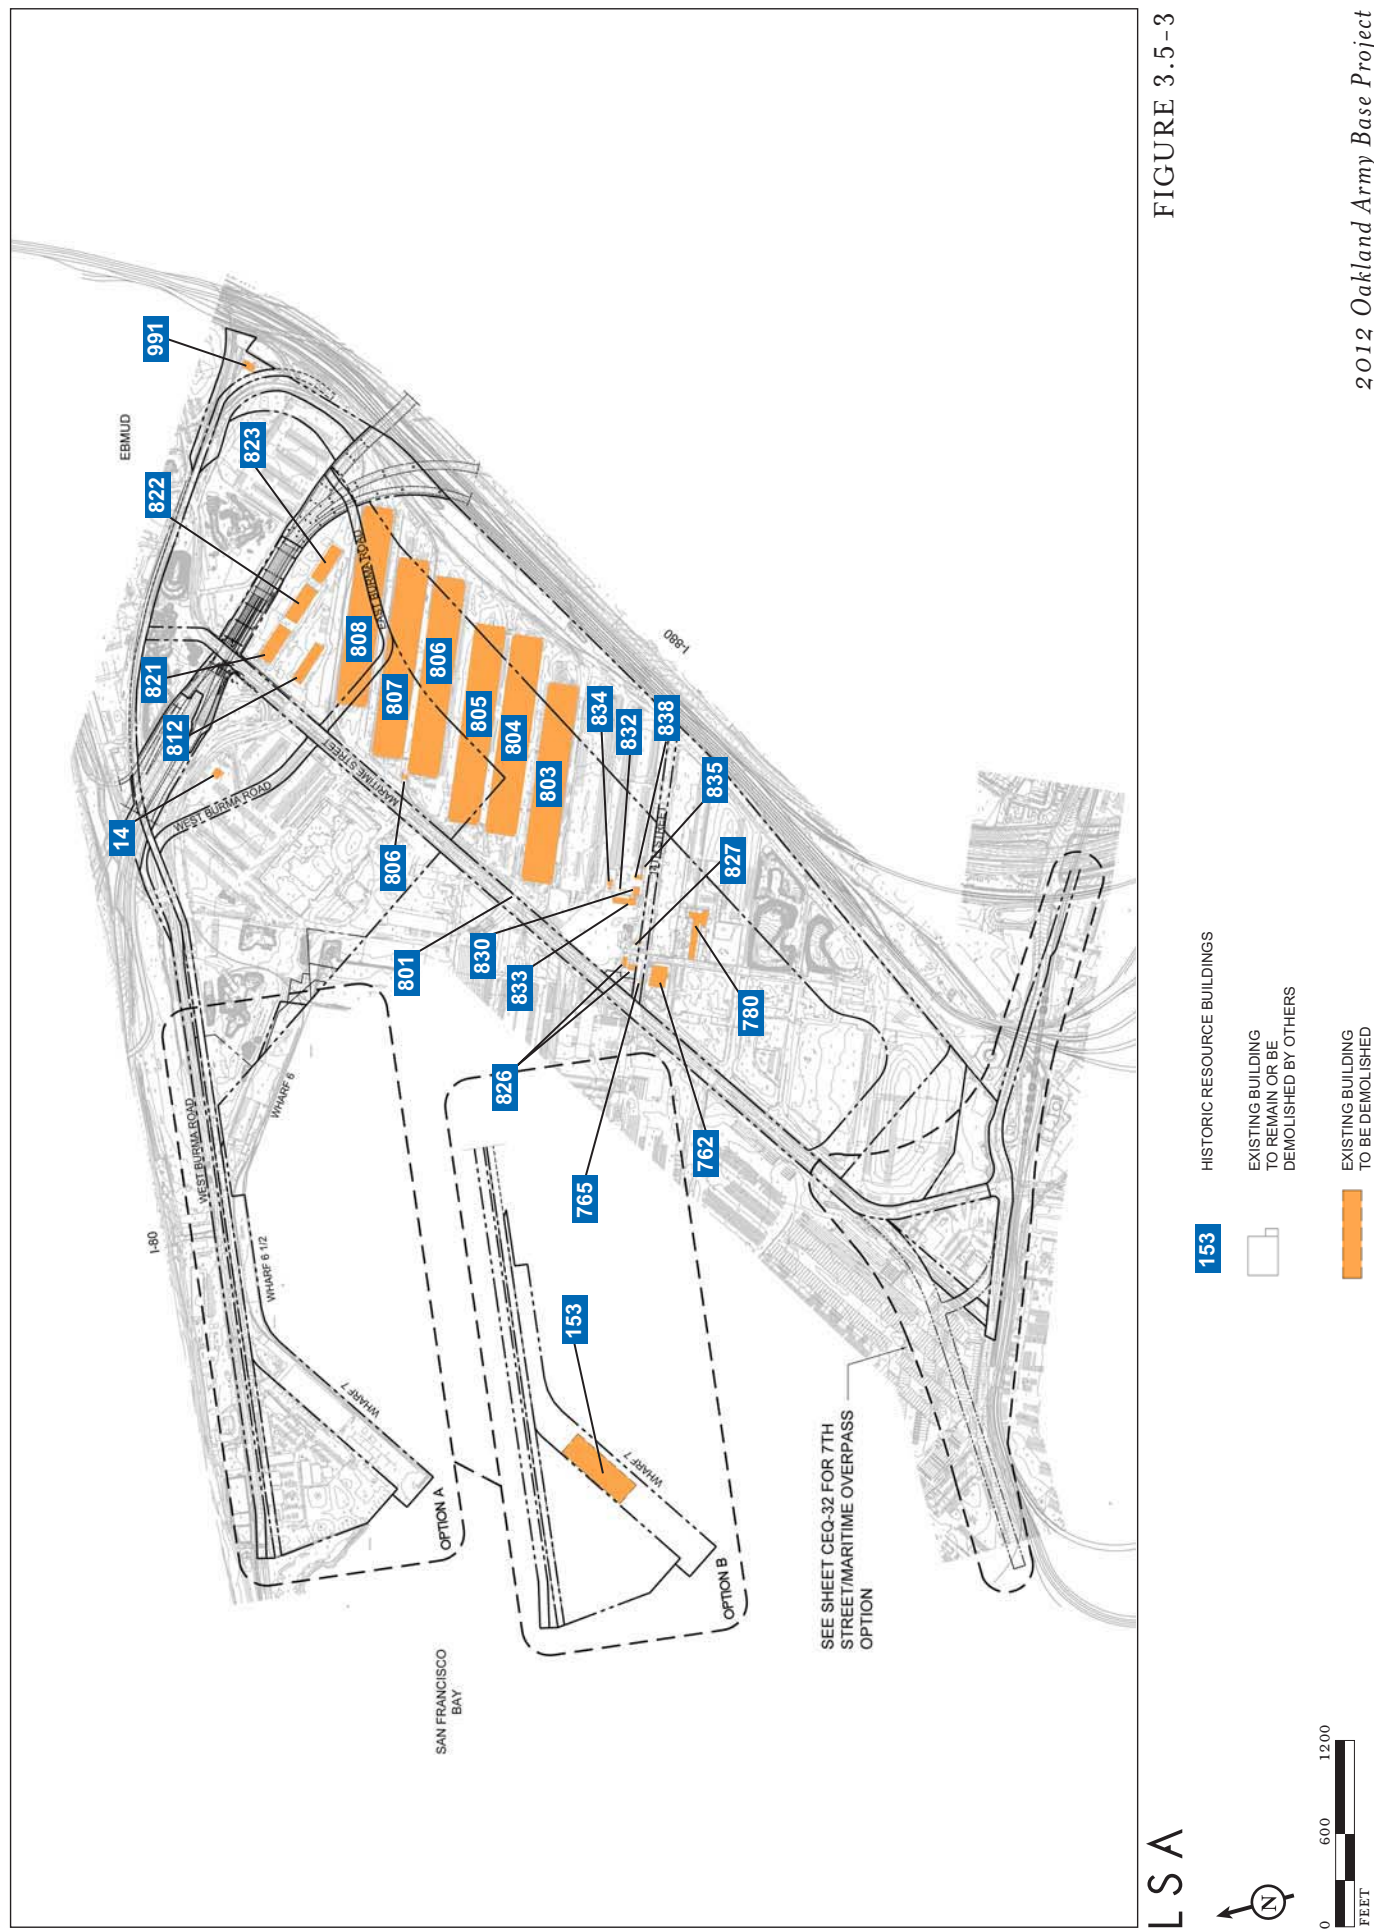 EBMUD
991
823
822
821
812
14
808
807
806
805
804
803
806
801
834
832
838
835
827
830
833
826
780
762
765
153
I-80
I-880
WEST BURMA ROAD
WEST BURMA ROAD
EAST BURMA ROAD
MARITIME STREET
WHARF 6
WHARF 6 1/2
WHARF 7
OPTION A
WHARF 7
OPTION B
SAN FRANCISCO
BAY
SEE SHEET CEQ-32 FOR 7TH
STREET/MARITIME OVERPASS
OPTION
LSA
N
0 600 1200
FEET
153
HISTORIC RESOURCE BUILDINGS
EXISTING BUILDING
TO REMAIN OR BE
DEMOLISHED BY OTHERS
EXISTING BUILDING
TO BE DEMOLISHED
FIGURE 3.5-3
2012 Oakland Army Base Project